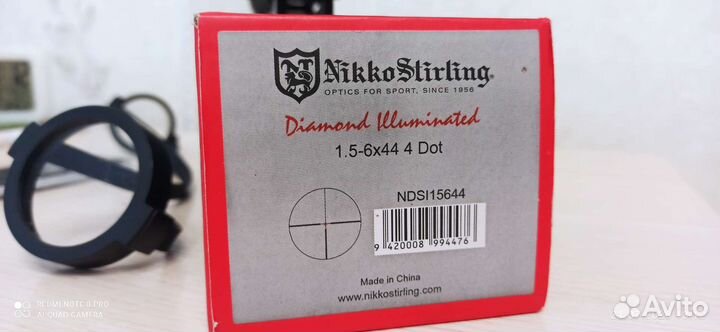 NikkoStirling®
OPTICS FOR SPORT, SINCE 1956
Diamond Illuminated
1.5-6x44 4 Dot
NDSI15644
9 420008 994476
Made in China
www.nikkostirling.com
REDMI NOTE 8 PRO
AI QUAD CAMERA
Avito